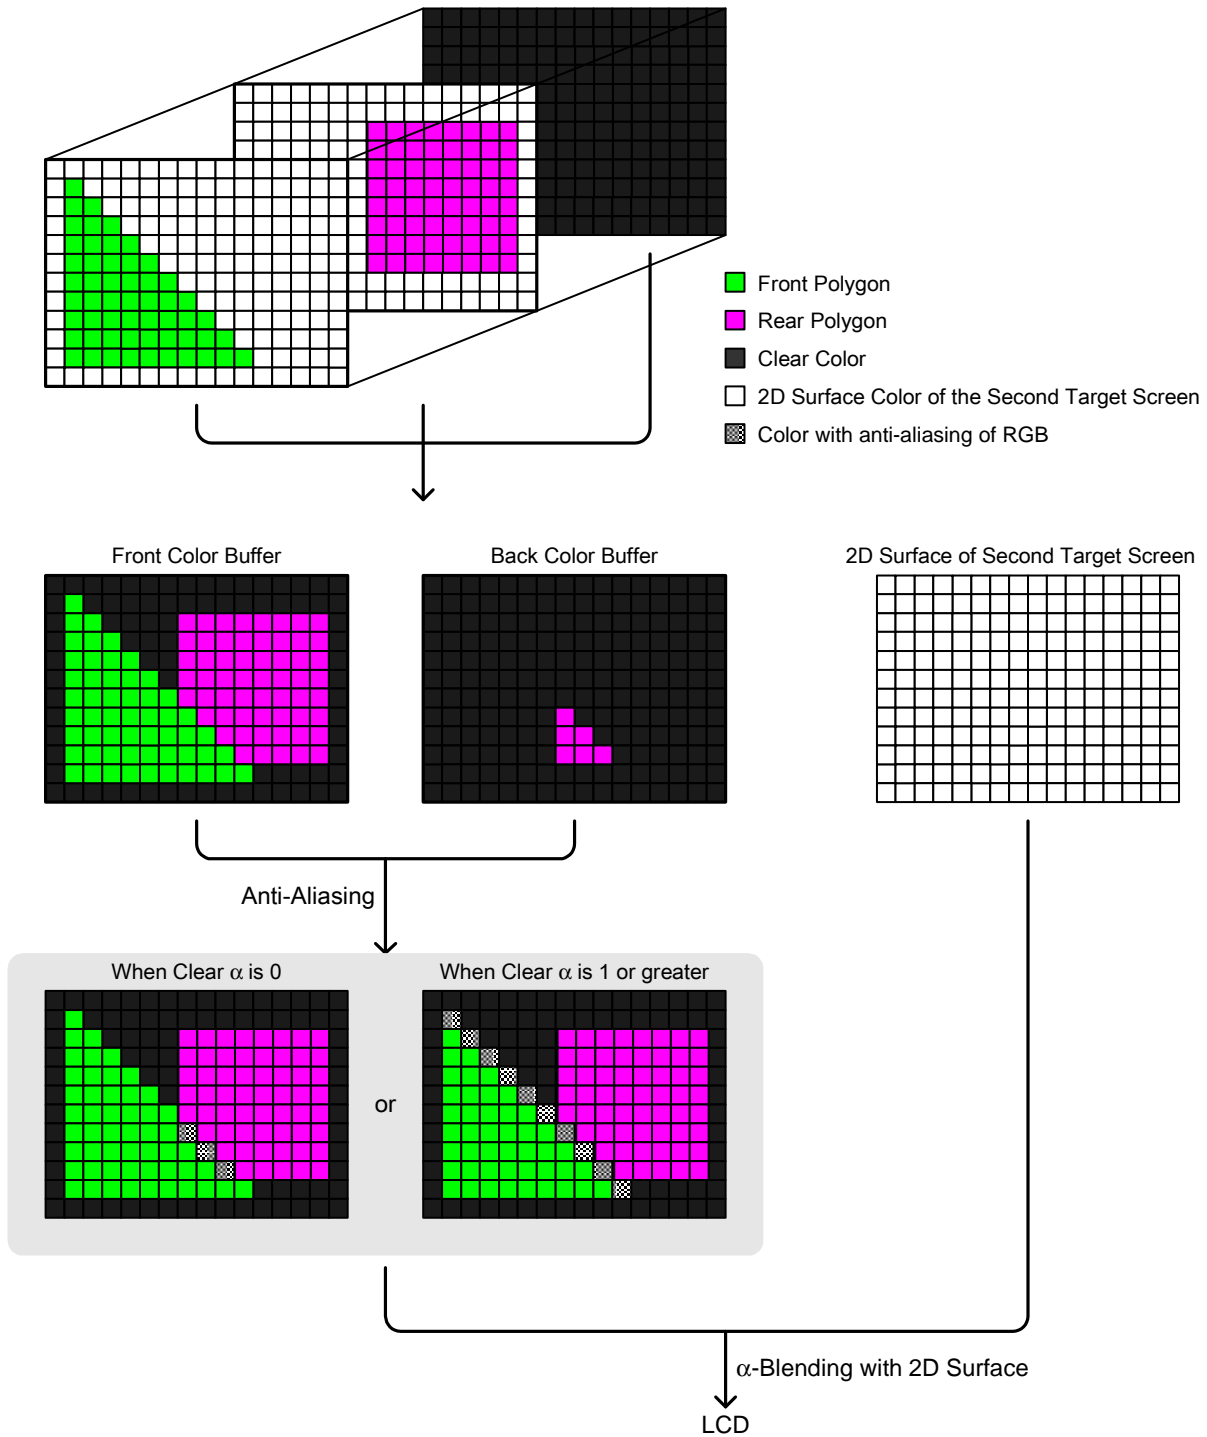 Front Polygon
Rear Polygon
Clear Color
2D Surface Color of the Second Target Screen
Color with anti-aliasing of RGB
Front Color Buffer
Back Color Buffer
2D Surface of Second Target Screen
Anti-Aliasing
When Clear α is 0
When Clear α is 1 or greater
or
α-Blending with 2D Surface
LCD